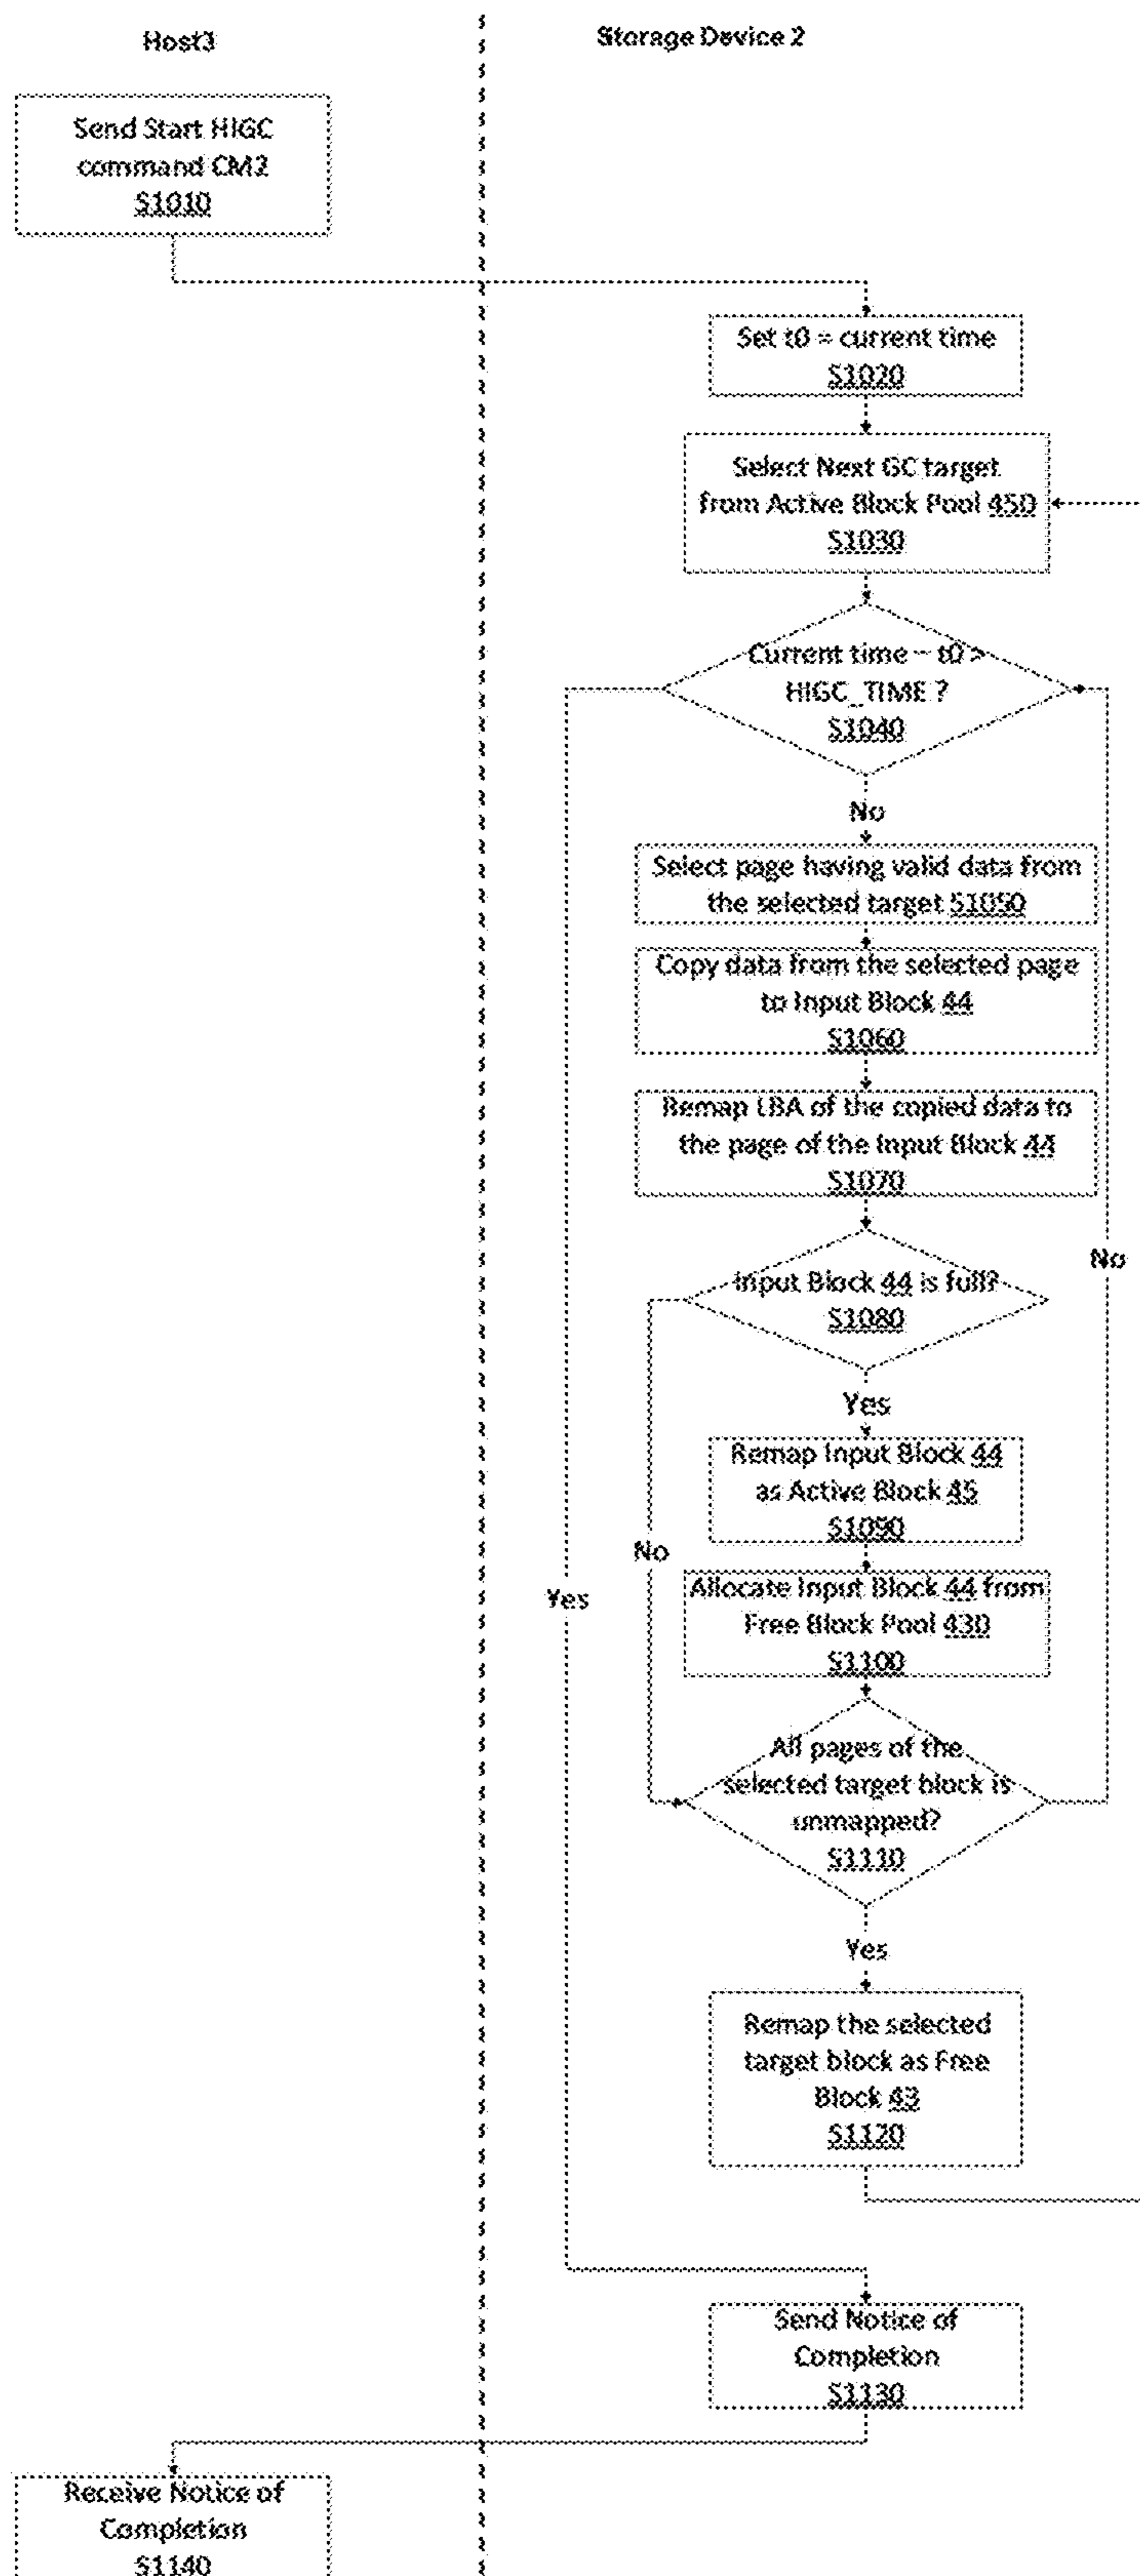 Host3
Storage Device 2
Send Start HIGC
command CM2
S1010
Set t0 = current time
S1020
Select Next GC target
from Active Block Pool 450
S1030
Current time - t0 >
HIGC_TIME ?
S1040
No
Select page having valid data from
the selected target S1050
Copy data from the selected page
to Input Block 44
S1060
Remap LBA of the copied data to
the page of the Input Block 44
S1070
No
Input Block 44 is full?
S1080
Yes
Remap Input Block 44
as Active Block 45
S1090
No
Yes
Allocate Input Block 44 from
Free Block Pool 430
S1100
All pages of the
selected target block is
unmapped?
S1110
Yes
Remap the selected
target block as Free
Block 43
S1120
Send Notice of
Completion
S1130
Receive Notice of
Completion
S1140